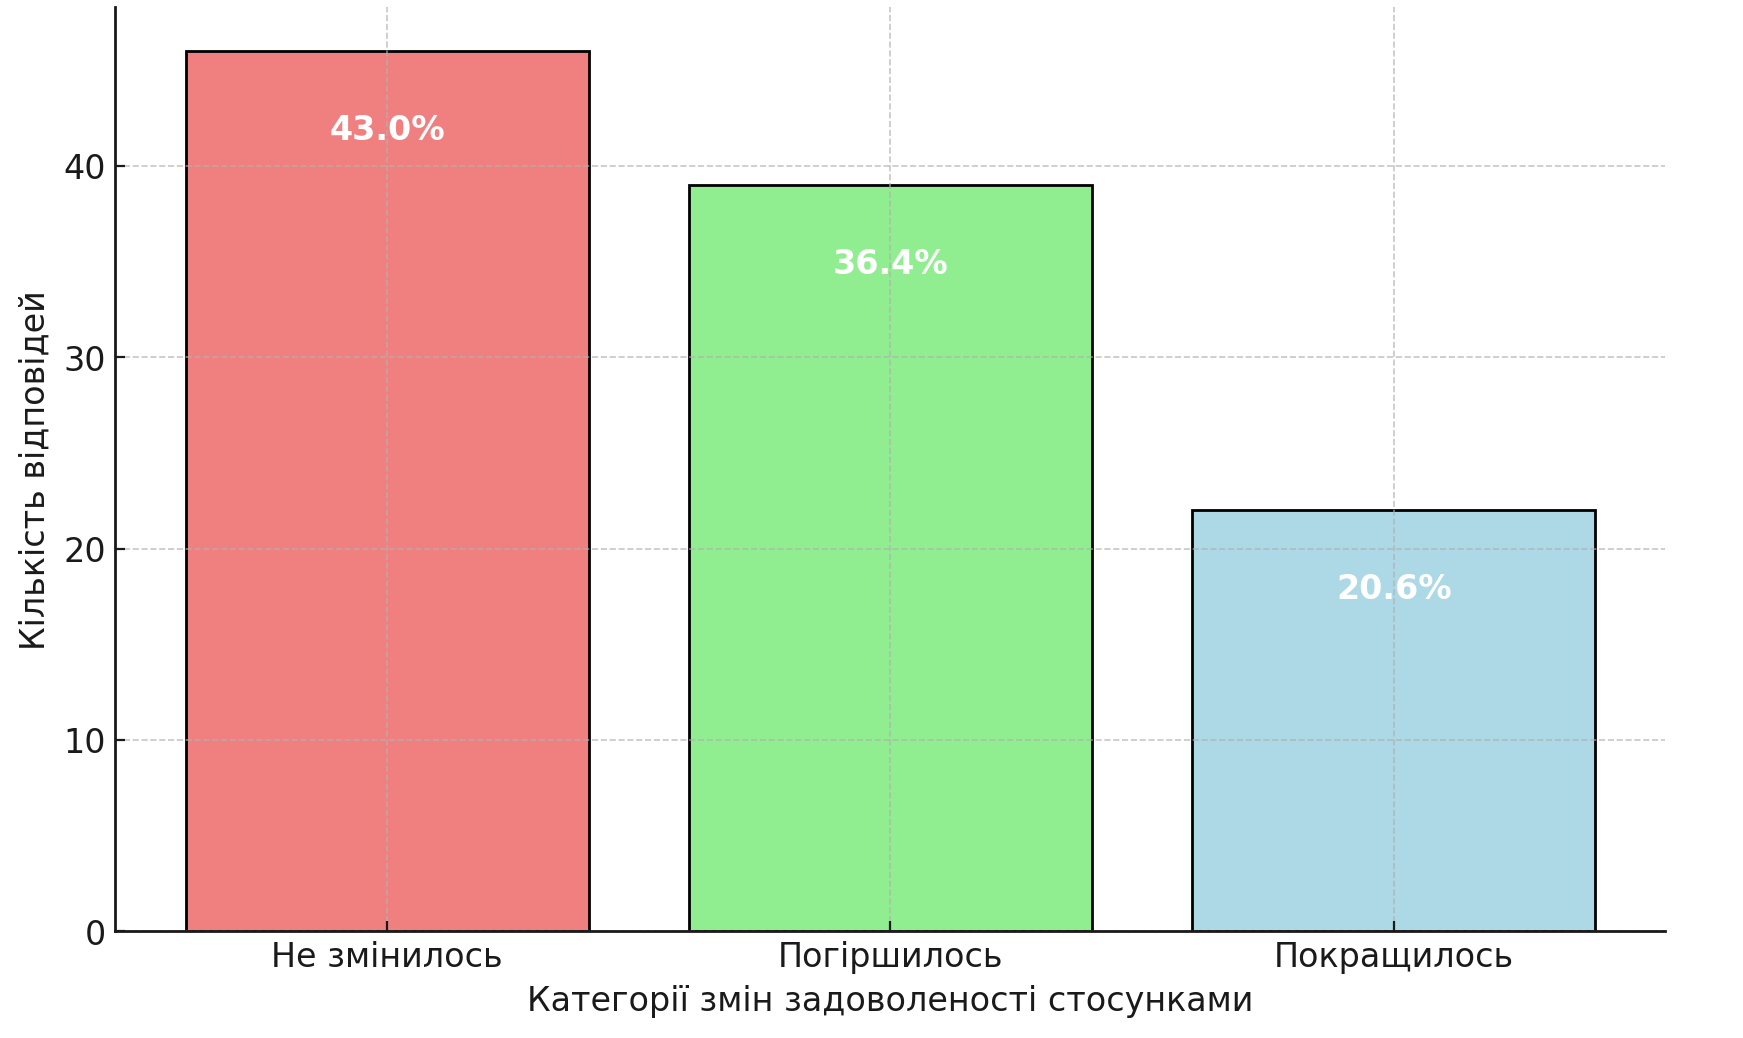 43.0%
36.4%
20.6%
40
30
20
10
0
Кількість відповідей
Не змінилось
Погіршилось
Покращилось
Категорії змін задоволеності стосунками